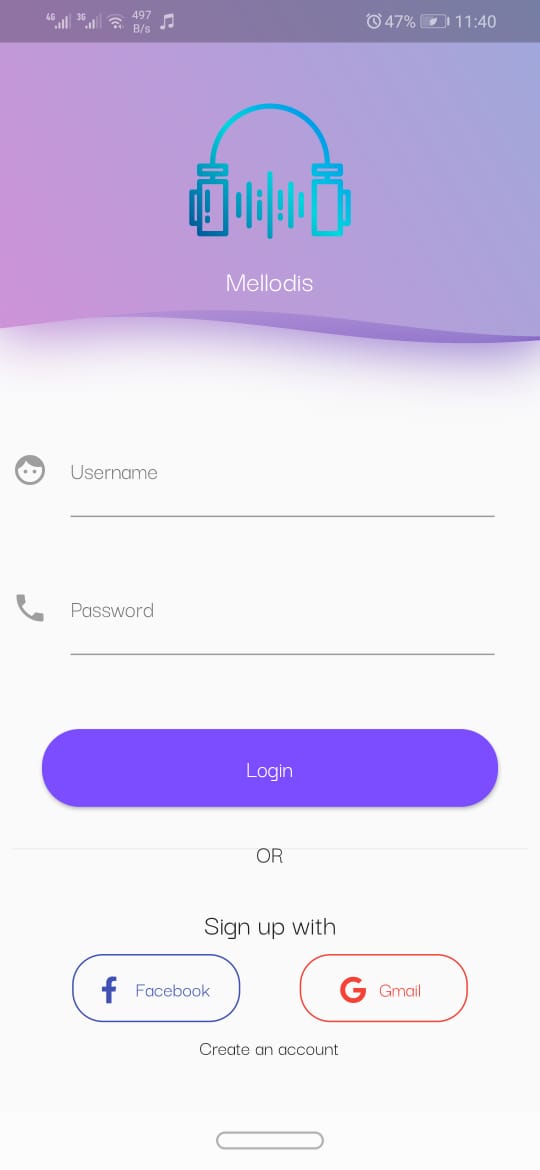 4G 3G 497 B/s 47% 11:40
Mellodis
Username
Password
Login
OR
Sign up with
Facebook Gmail
Create an account